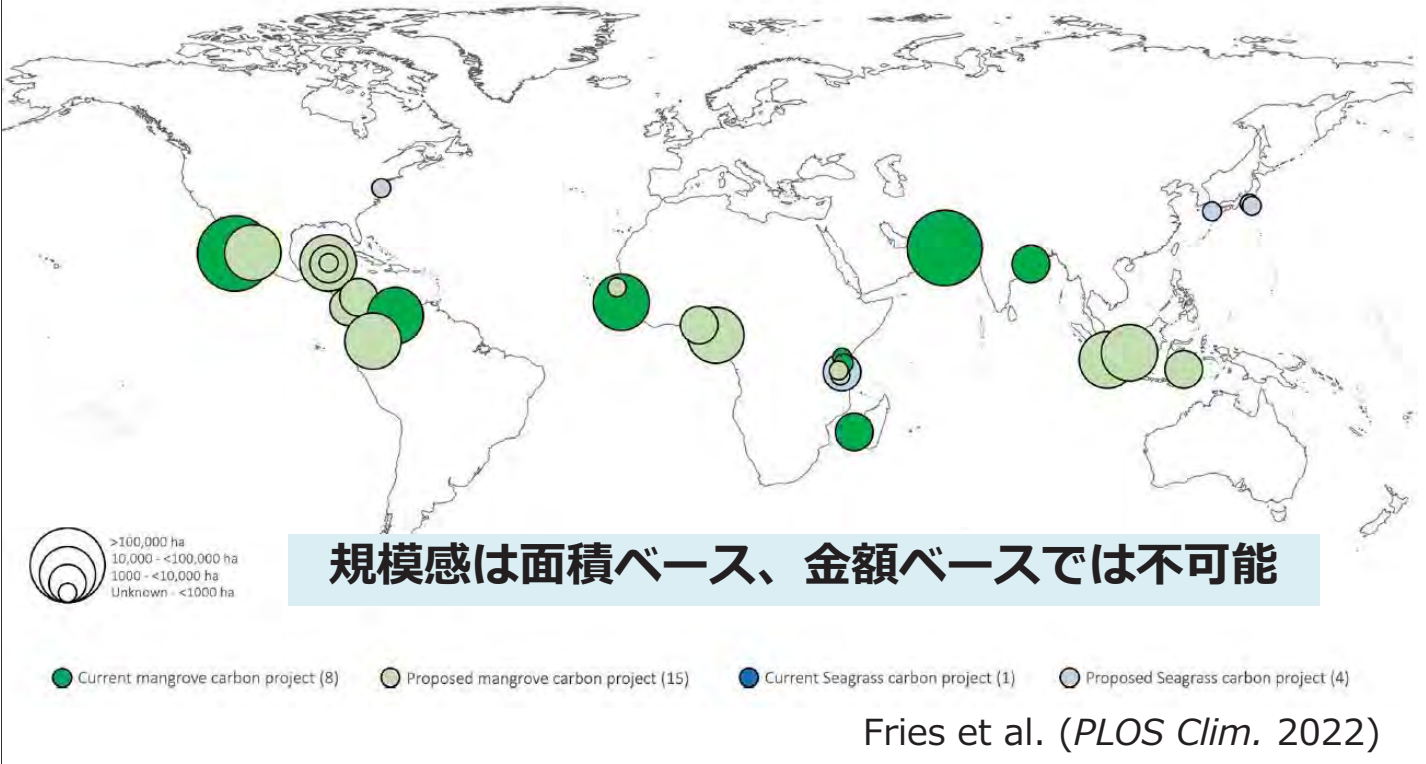 >100,000 ha
10,000 - <100,000 ha
1000 - <10,000 ha
Unknown - <1000 ha
規模感は面積ベース、金額ベースでは不可能
Current mangrove carbon project (8)
Proposed mangrove carbon project (15)
Current Seagrass carbon project (1)
Proposed Seagrass carbon project (4)
Fries et al. (PLOS Clim. 2022)